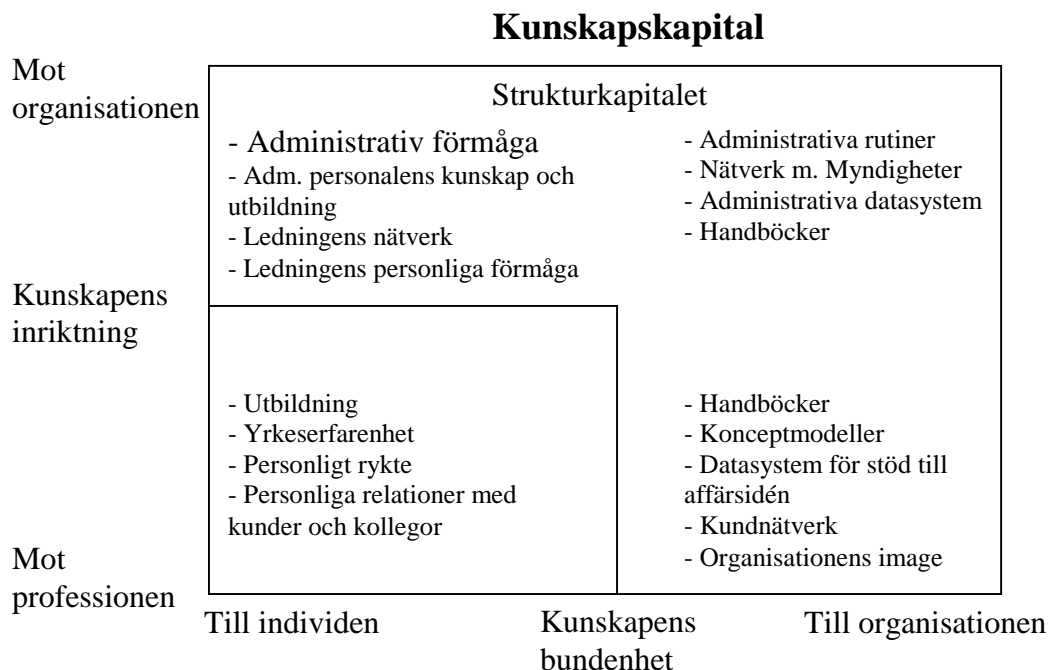 Kunskapskapital
Mot
organisationen
Strukturkapitalet
- Administrativ förmåga
- Adm. personalens kunskap och
utbildning
- Ledningens nätverk
- Ledningens personliga förmåga
- Administrativa rutiner
- Nätverk m. Myndigheter
- Administrativa datasystem
- Handböcker
Kunskapens
inriktning
- Utbildning
- Yrkeserfarenhet
- Personligt rykte
- Personliga relationer med
kunder och kollegor
- Handböcker
- Konceptmodeller
- Datasystem för stöd till
affärsidén
- Kundnätverk
- Organisationens image
Mot
professionen
Till individen
Kunskapens
bundenhet
Till organisationen